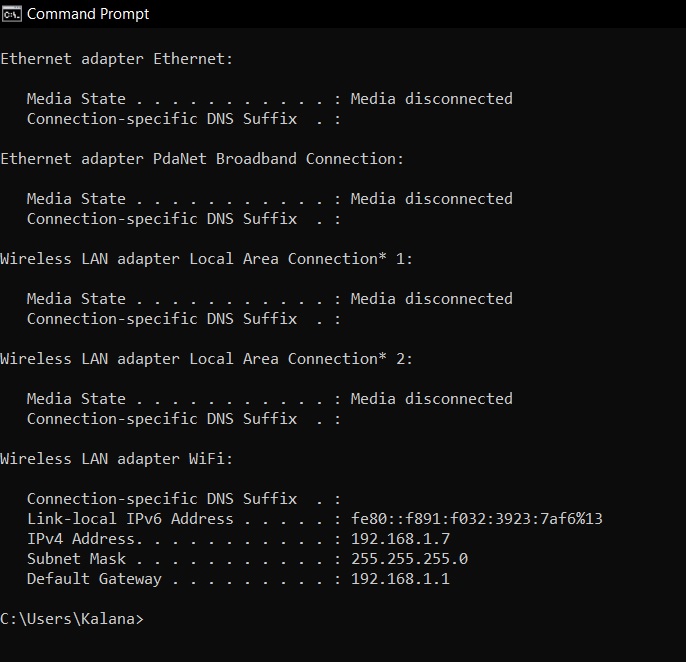 Command Prompt
Ethernet adapter Ethernet:
Media State . . . . . . . . . . . : Media disconnected
Connection-specific DNS Suffix  . :
Ethernet adapter PdaNet Broadband Connection:
Media State . . . . . . . . . . . : Media disconnected
Connection-specific DNS Suffix  . :
Wireless LAN adapter Local Area Connection* 1:
Media State . . . . . . . . . . . : Media disconnected
Connection-specific DNS Suffix  . :
Wireless LAN adapter Local Area Connection* 2:
Media State . . . . . . . . . . . : Media disconnected
Connection-specific DNS Suffix  . :
Wireless LAN adapter WiFi:
Connection-specific DNS Suffix  . :
Link-local IPv6 Address . . . . . : fe80::f891:f032:3923:7af6%13
IPv4 Address. . . . . . . . . . . : 192.168.1.7
Subnet Mask . . . . . . . . . . . : 255.255.255.0
Default Gateway . . . . . . . . . : 192.168.1.1
C:\Users\Kalana>